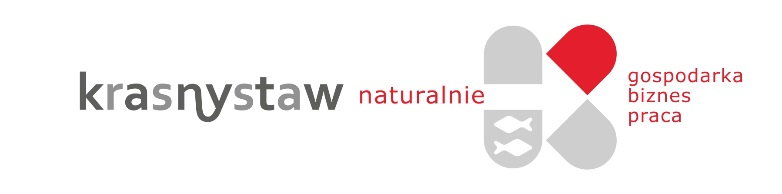 krasnystaw naturalnie
gospodarka
biznes
praca